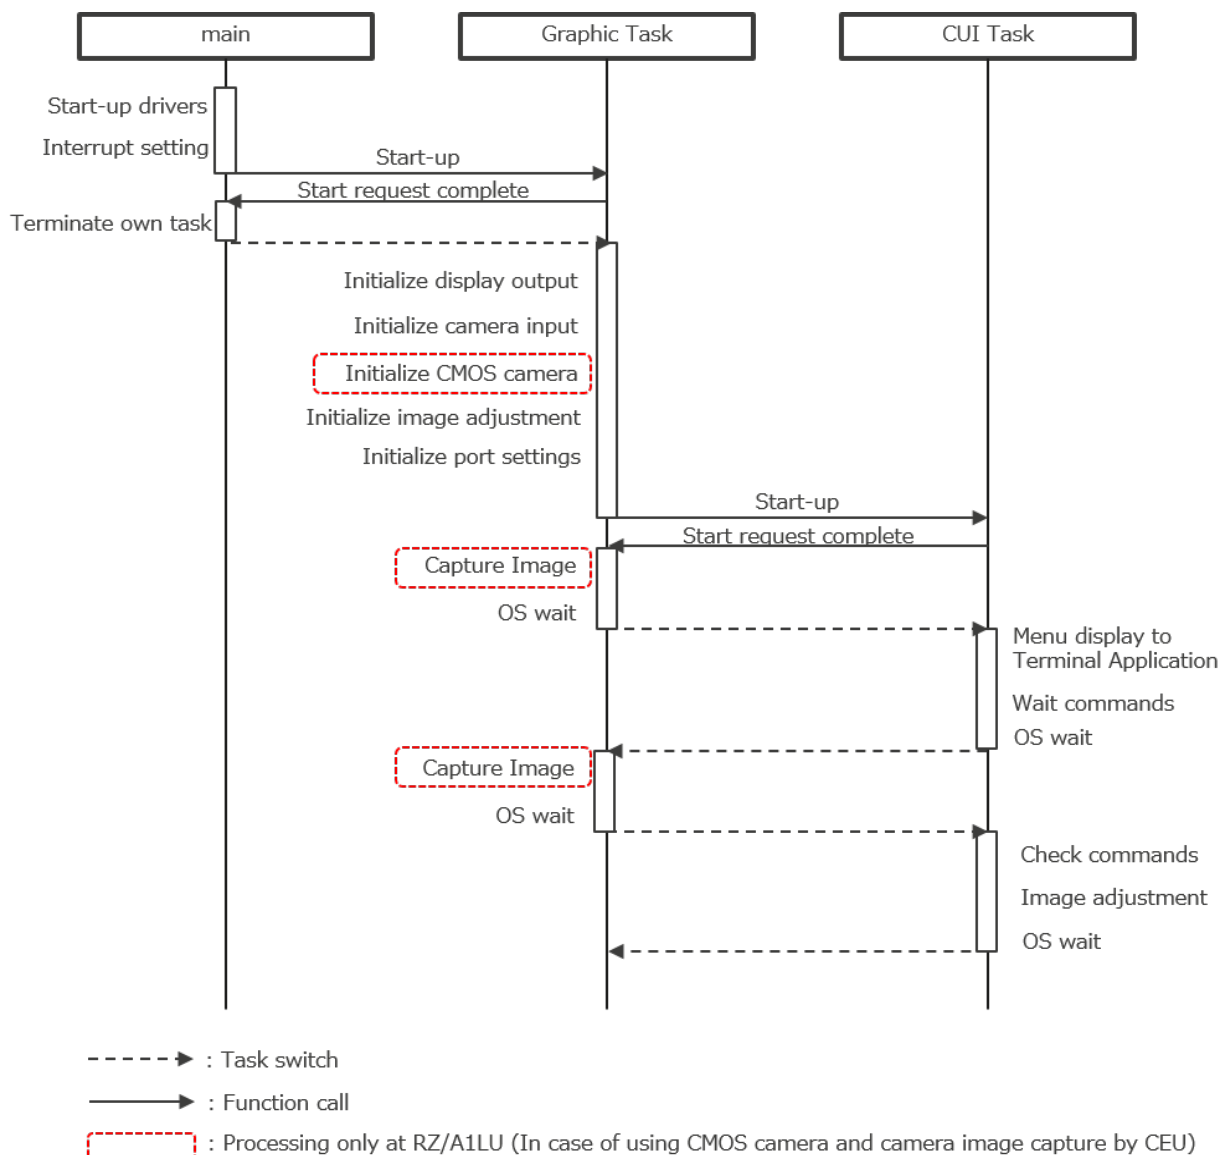 main
Graphic Task
CUI Task
Start-up drivers
Interrupt setting
Start-up
Start request complete
Terminate own task
Initialize display output
Initialize camera input
Initialize CMOS camera
Initialize image adjustment
Initialize port settings
Start-up
Start request complete
Capture Image
OS wait
Menu display to
Terminal Application
Wait commands
OS wait
Capture Image
OS wait
Check commands
Image adjustment
OS wait
: Task switch
: Function call
: Processing only at RZ/A1LU (In case of using CMOS camera and camera image capture by CEU)